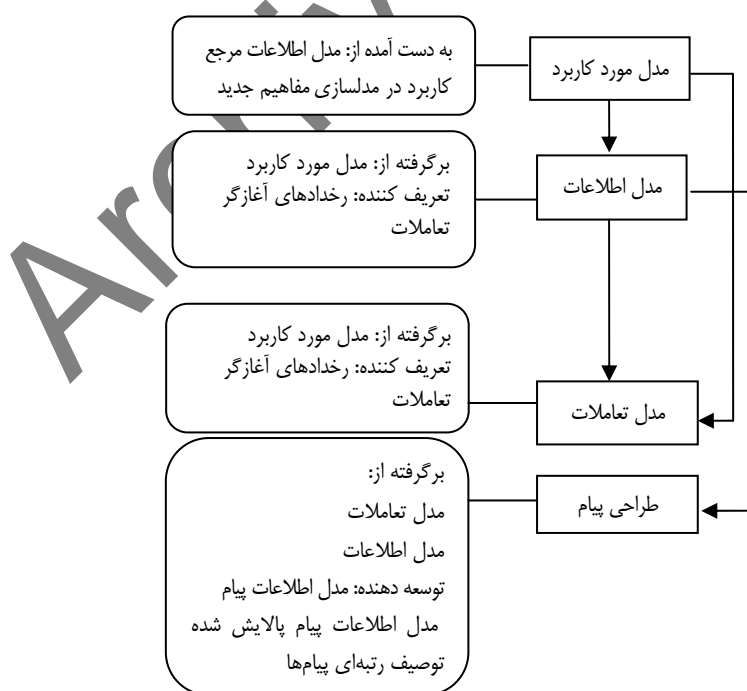 مدل مورد کاربرد
به دست آمده از: مدل اطلاعات مرجع
کاربرد در مدلسازی مفاهیم جدید
مدل اطلاعات
برگرفته از: مدل مورد کاربرد
تعریف کننده: رخدادهای آغازگر
تعاملات
مدل تعاملات
برگرفته از: مدل مورد کاربرد
تعریف کننده: رخدادهای آغازگر
تعاملات
طراحی پیام
برگرفته از:
مدل تعاملات
مدل اطلاعات
توسعه دهنده: مدل اطلاعات پیام
مدل اطلاعات پیام پالایش شده
توصیف رتبه‌ای پیام‌ها